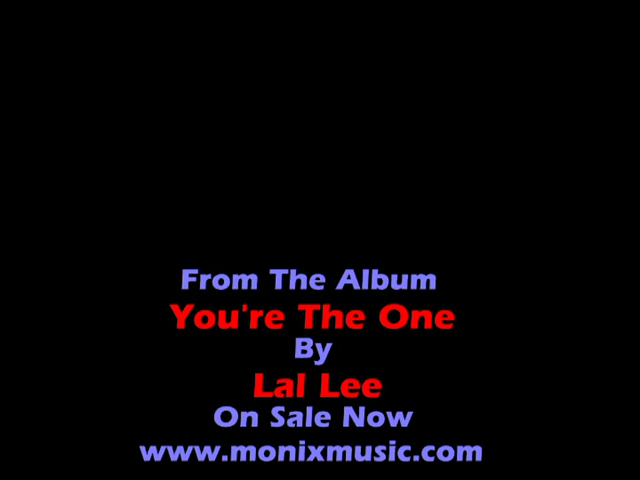 From The Album
You're The One
By
Lal Lee
On Sale Now
www.monixmusic.com